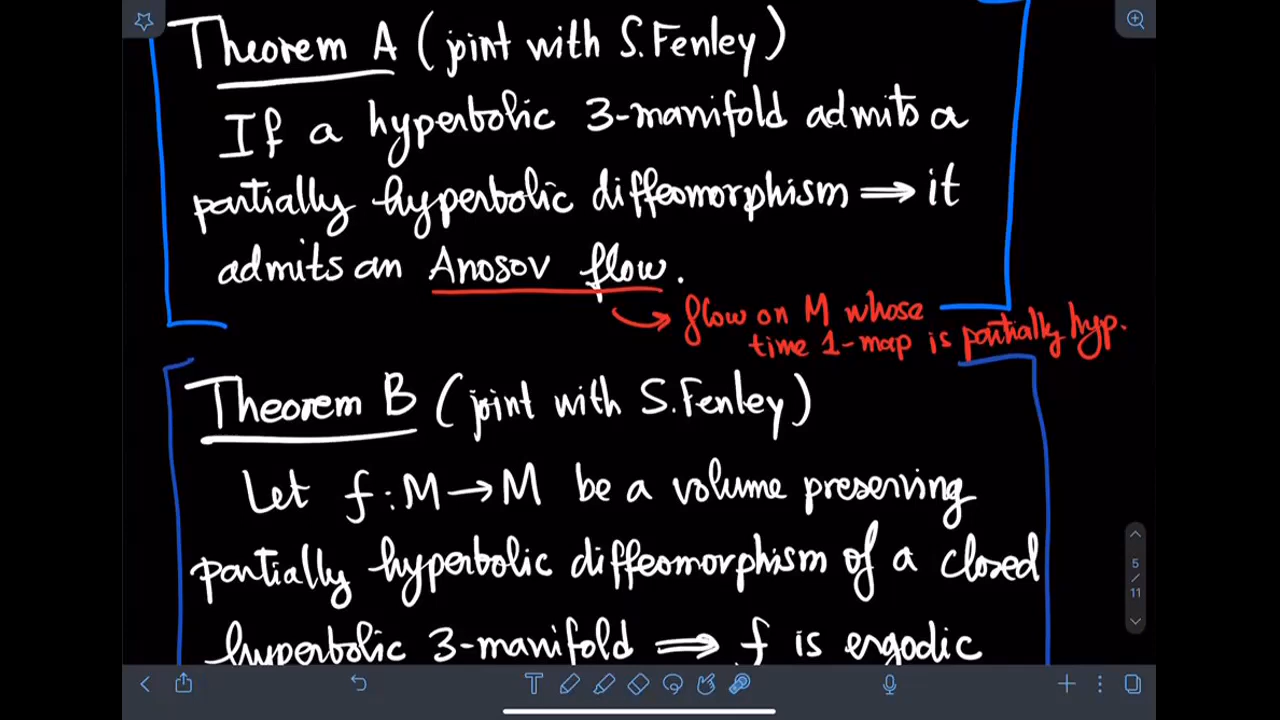 Theorem A (joint with S. Fenley)
If a hyperbolic 3-manifold admits a
partially hyperbolic diffeomorphism ⟹ it
admits an Anosov flow.
flow on M whose
time 1-map is partially hyp.
Theorem B (joint with S. Fenley)
Let f: M → M be a volume preserving
partially hyperbolic diffeomorphism of a closed
hyperbolic 3-manifold ⟹ f is ergodic
5
/
11
T